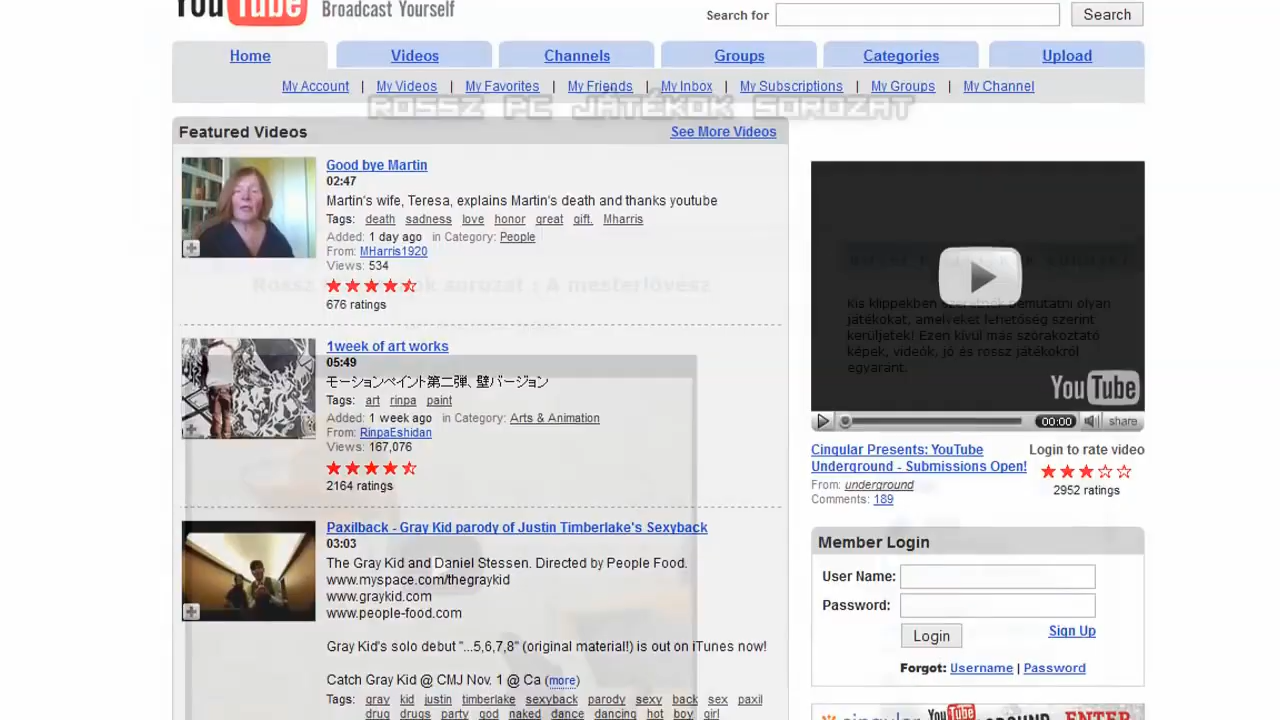 YouTube Broadcast Yourself
Search for Search
Home Videos Channels Groups Categories Upload
My Account | My Videos | My Favorites | My Friends | My Inbox | My Subscriptions | My Groups | My Channel
ROSSZ PC JÁTÉKOK SOROZAT
Featured Videos See More Videos
Good bye Martin
02:47
Martin's wife, Teresa, explains Martin's death and thanks youtube
Tags: death sadness love honor great gift. Mharris
Added: 1 day ago in Category: People
From: MHarris1920
Views: 534
Rossz PC játékok sorozat : A mesterlövész
676 ratings
1week of art works
05:49
モーションペイント第二弾、壁バージョン
Tags: art rinpa paint
Added: 1 week ago in Category: Arts & Animation
From: RinpaEshidan
Views: 167,076
2164 ratings
Paxilback - Gray Kid parody of Justin Timberlake's Sexyback
03:03
The Gray Kid and Daniel Stessen. Directed by People Food.
www.myspace.com/thegraykid
www.graykid.com
www.people-food.com
Gray Kid's solo debut "...5,6,7,8" (original material!) is out on iTunes now!
Catch Gray Kid @ CMJ Nov. 1 @ Ca (more)
Tags: gray kid justin timberlake sexyback parody sexy back sex paxil
drug drugs party god naked dance dancing hot boy girl
Kis klippekben szeretnék bemutatni olyan
játékokat, amelyeket lehetőség szerint
kerüljetek! Ezen kívül más szórakoztató
képek, videók, jó és rossz játékokról
egyaránt.
YouTube
00:00 share
Cingular Presents: YouTube
Underground - Submissions Open!
From: underground
Comments: 189
Login to rate video
2952 ratings
Member Login
User Name:
Password:
Login Sign Up
Forgot: Username | Password
cingular You Tube ENTER